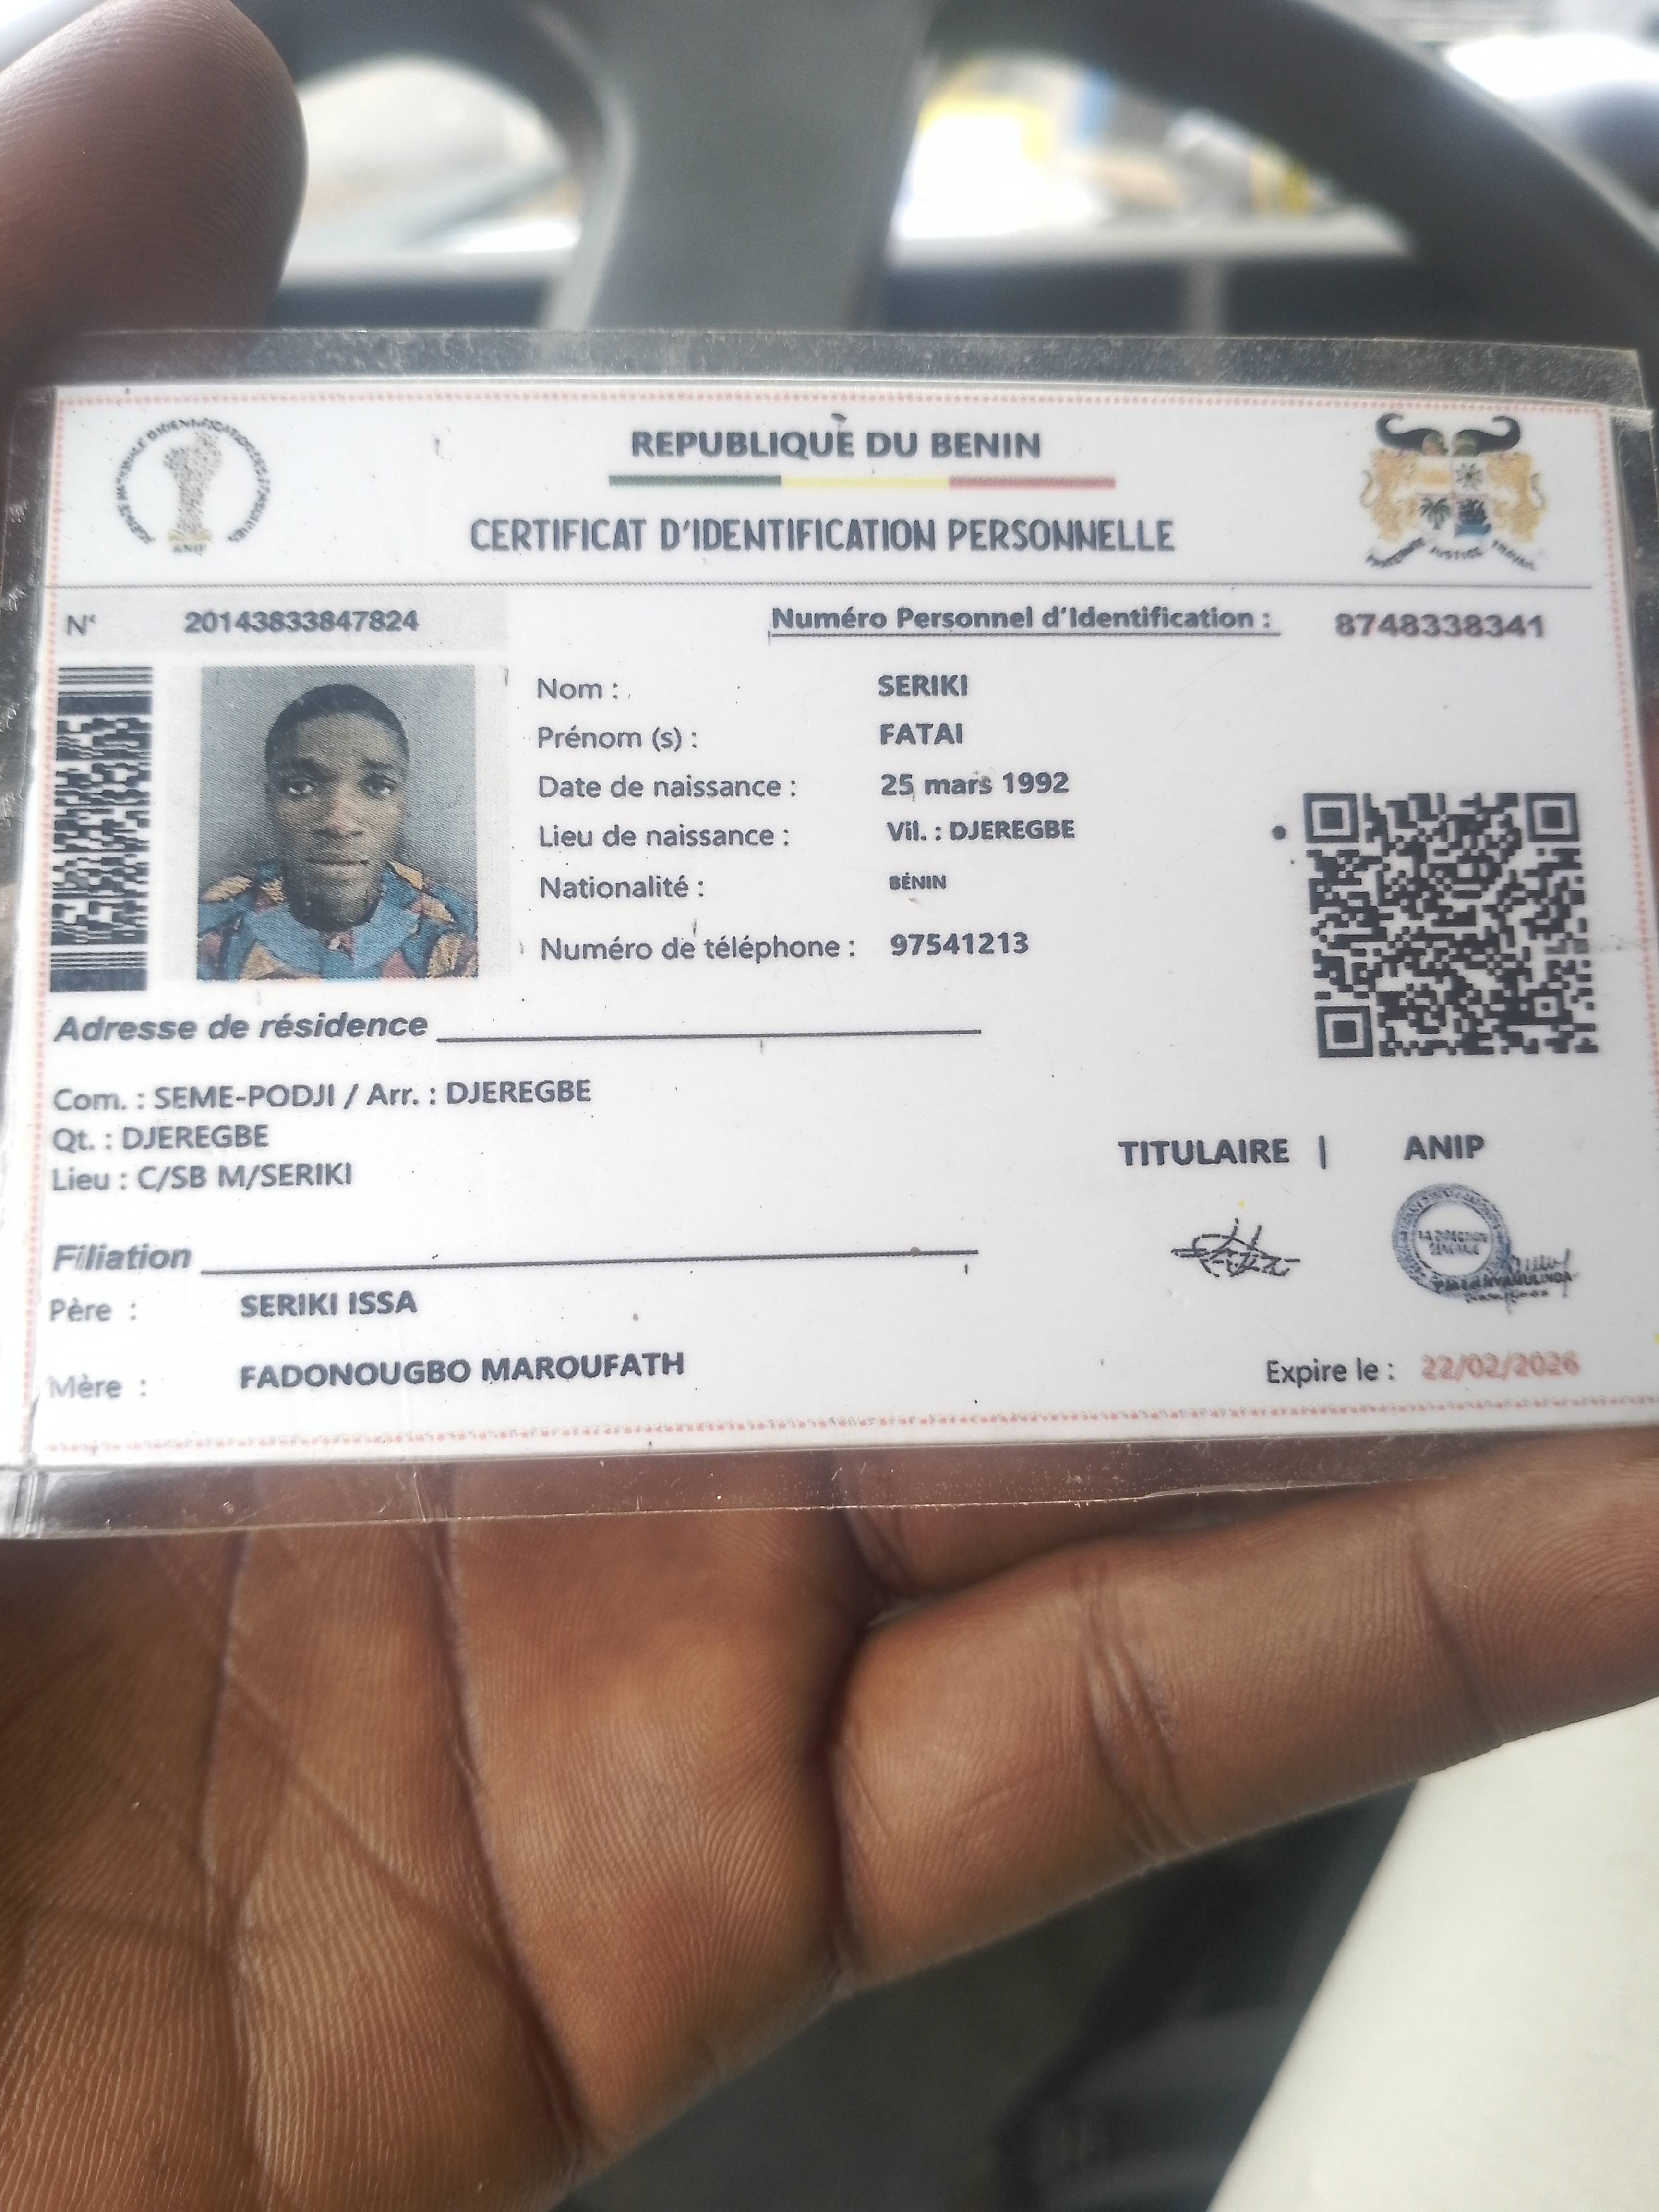 REPUBLIQUE DU BENIN
CERTIFICAT D'IDENTIFICATION PERSONNELLE
ANIP
FRATERNITE JUSTICE TRAVAIL
N° 20143833847824
Numéro Personnel d'Identification : 8748338341
Nom : SERIKI
Prénom (s) : FATAI
Date de naissance : 25 mars 1992
Lieu de naissance : Vil. : DJEREGBE
Nationalité : BÉNIN
Numéro de téléphone : 97541213
Adresse de résidence
Com. : SEME-PODJI / Arr. : DJEREGBE
Qt. : DJEREGBE
Lieu : C/SB M/SERIKI
TITULAIRE | ANIP
LA DIRECTION
GENERALE
Filiation
Père : SERIKI ISSA
Mère : FADONOUGBO MAROUFATH
Expire le : 22/02/2026